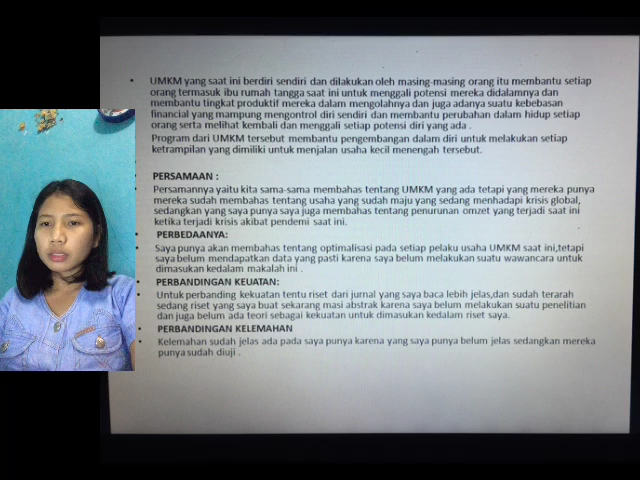 UMKM yang saat ini berdiri sendiri dan dilakukan oleh masing-masing orang itu membantu setiap
orang termasuk ibu rumah tangga saat ini untuk menggali potensi mereka didalamnya dan
membantu tingkat produktif mereka dalam mengolahnya dan juga adanya suatu kebebasan
financial yang mampung mengontrol diri sendiri dan membantu perubahan dalam hidup setiap
orang serta melihat kembali dan menggali setiap potensi diri yang ada .
Program dari UMKM tersebut membantu pengembangan dalam diri untuk melakukan setiap
ketrampilan yang dimiliki untuk menjalan usaha kecil menengah tersebut.
PERSAMAAN :
Persamannya yaitu kita sama-sama membahas tentang UMKM yang ada tetapi yang mereka punya
mereka sudah membahas tentang usaha yang sudah maju yang sedang menhadapi krisis global,
sedangkan yang saya punya saya juga membahas tentang penurunan omzet yang terjadi saat ini
ketika terjadi krisis akibat pendemi saat ini.
PERBEDAANYA:
Saya punya akan membahas tentang optimalisasi pada setiap pelaku usaha UMKM saat ini,tetapi
saya belum mendapatkan data yang pasti karena saya belum melakukan suatu wawancara untuk
dimasukan kedalam makalah ini .
PERBANDINGAN KEUATAN:
Untuk perbanding kekuatan tentu riset dari jurnal yang saya baca lebih jelas,dan sudah terarah
sedang riset yang saya buat sekarang masi abstrak karena saya belum melakukan suatu penelitian
dan juga belum ada teori sebagai kekuatan untuk dimasukan kedalam riset saya.
PERBANDINGAN KELEMAHAN
Kelemahan sudah jelas ada pada saya punya karena yang saya punya belum jelas sedangkan mereka
punya sudah diuji .